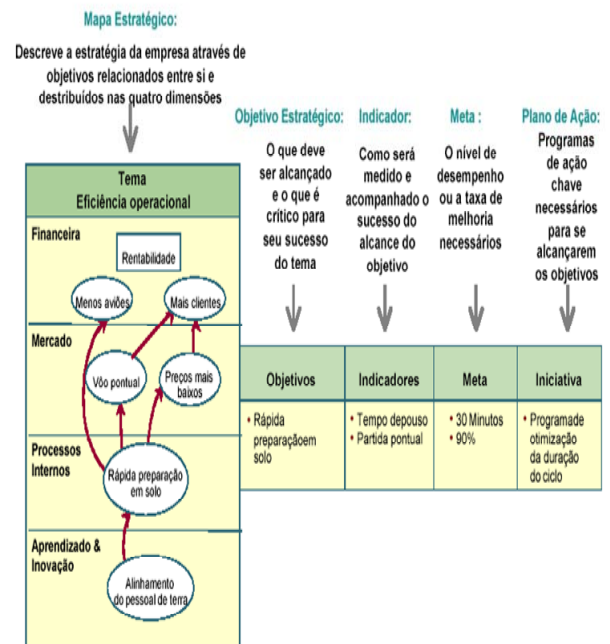 Mapa Estratégico:
Descreve a estratégia da empresa através de
objetivos relacionados entre si e
destribuídos nas quatro dimensões
Objetivo Estratégico:
O que deve
ser alcançado
e o que é
crítico para
seu sucesso
do tema
Indicador:
Como será
medido e
acompanhado o
sucesso do
alcance do
objetivo
Meta :
O nível de
desempenho
ou a taxa de
melhoria
necessários
Plano de Ação:
Programas
de ação
chave
necessários
para se
alcançarem
os objetivos
Tema
Eficiência operacional
Financeira
Rentabilidade
Menos aviões
Mais clientes
Mercado
Vôo pontual
Preços mais
baixos
Processos
Internos
Rápida preparação
em solo
Aprendizado &
Inovação
Alinhamento
do pessoal de terra
Objetivos
Indicadores
Meta
Iniciativa
• Rápida
preparaçãoem
solo
• Tempo depouso
• Partida pontual
• 30 Minutos
• 90%
• Programade
otimização
da duração
do ciclo